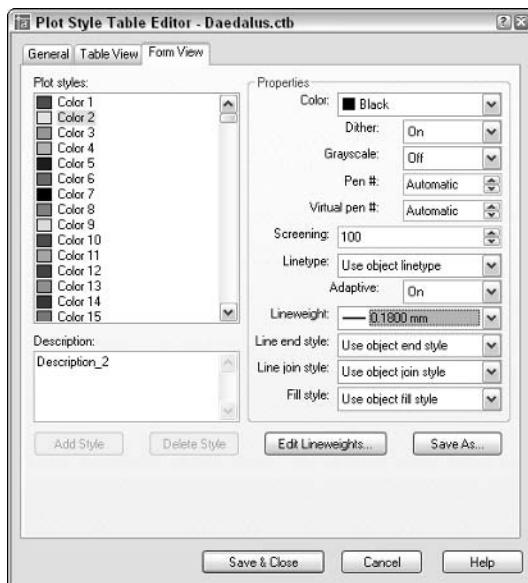 Plot Style Table Editor - Daedalus.ctb
General
Table View
Form View
Plot styles:
Color 1
Color 2
Color 3
Color 4
Color 5
Color 6
Color 7
Color 8
Color 9
Color 10
Color 11
Color 12
Color 13
Color 14
Color 15
Description:
Description_2
Add Style
Delete Style
Properties
Color: Black
Dither: On
Grayscale: Off
Pen #: Automatic
Virtual pen #: Automatic
Screening: 100
Linetype: Use object linetype
Adaptive: On
Lineweight: 0.1800 mm
Line end style: Use object end style
Line join style: Use object join style
Fill style: Use object fill style
Edit Lineweights...
Save As...
Save & Close
Cancel
Help